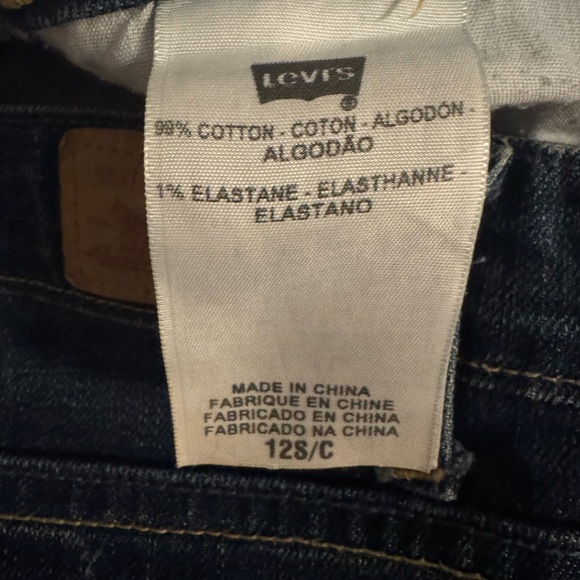 Levi's
99% COTTON - COTON - ALGODÓN -
ALGODÃO
1% ELASTANE - ELASTHANNE -
ELASTANO
MADE IN CHINA
FABRIQUE EN CHINE
FABRICADO EN CHINA
FABRICADO NA CHINA
12S/C